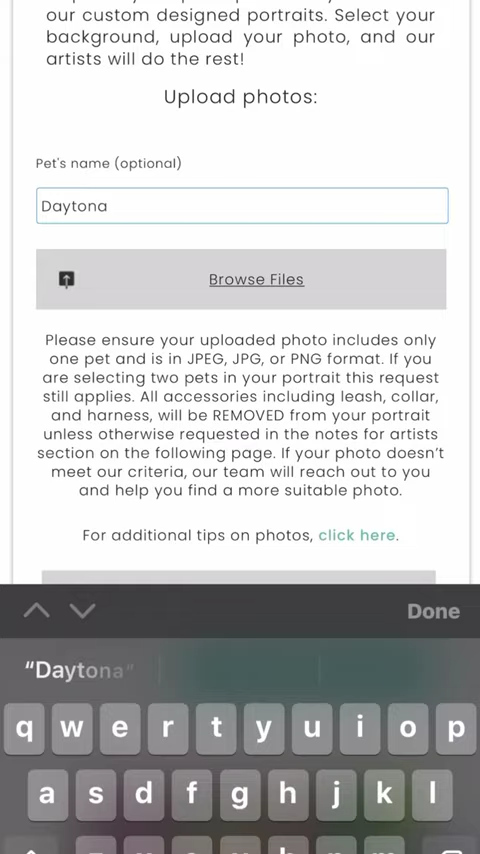 our custom designed portraits. Select your
background, upload your photo, and our
artists will do the rest!
Upload photos:
Pet's name (optional)
Daytona
Browse Files
Please ensure your uploaded photo includes only
one pet and is in JPEG, JPG, or PNG format. If you
are selecting two pets in your portrait this request
still applies. All accessories including leash, collar,
and harness, will be REMOVED from your portrait
unless otherwise requested in the notes for artists
section on the following page. If your photo doesn't
meet our criteria, our team will reach out to you
and help you find a more suitable photo.
For additional tips on photos, click here.
Done
“Daytona”
q w e r t y u i o p
a s d f g h j k l